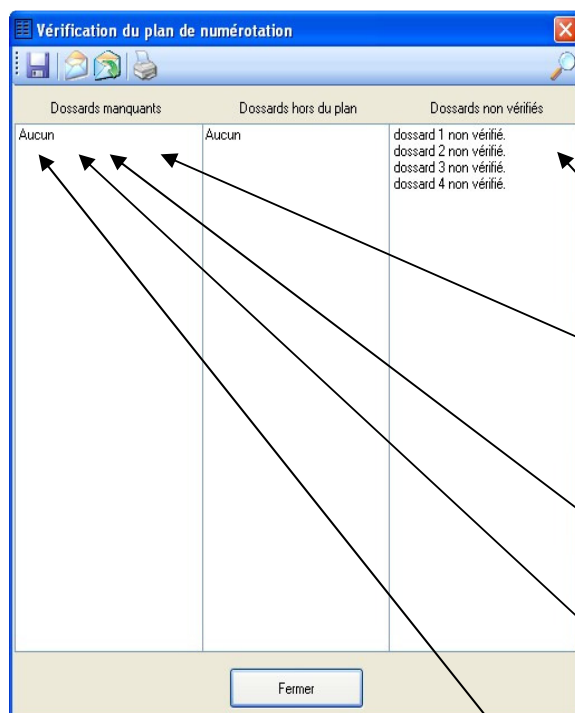 Vérification du plan de numérotation
Dossards manquants
Dossards hors du plan
Dossards non vérifiés
Aucun
Aucun
dossard 1 non vérifié.
dossard 2 non vérifié.
dossard 3 non vérifié.
dossard 4 non vérifié.
Fermer